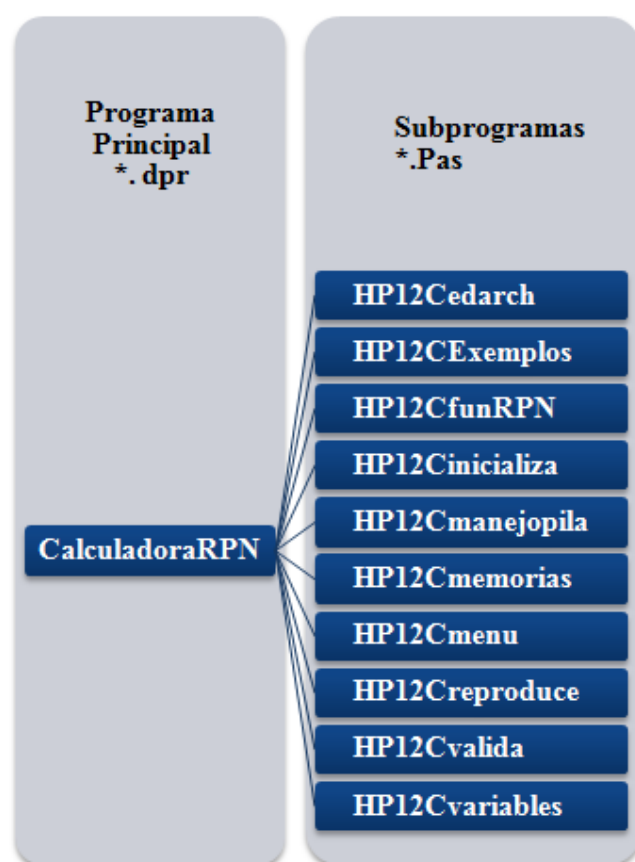 Programa
Principal
*. dpr
Subprogramas
*.Pas
HP12Cedarch
HP12CExemplos
HP12CfunRPN
HP12Cinicializa
CalculadoraRPN
HP12Cmanejopila
HP12Cmemorias
HP12Cmenu
HP12Creproduce
HP12Cvalida
HP12Cvariables